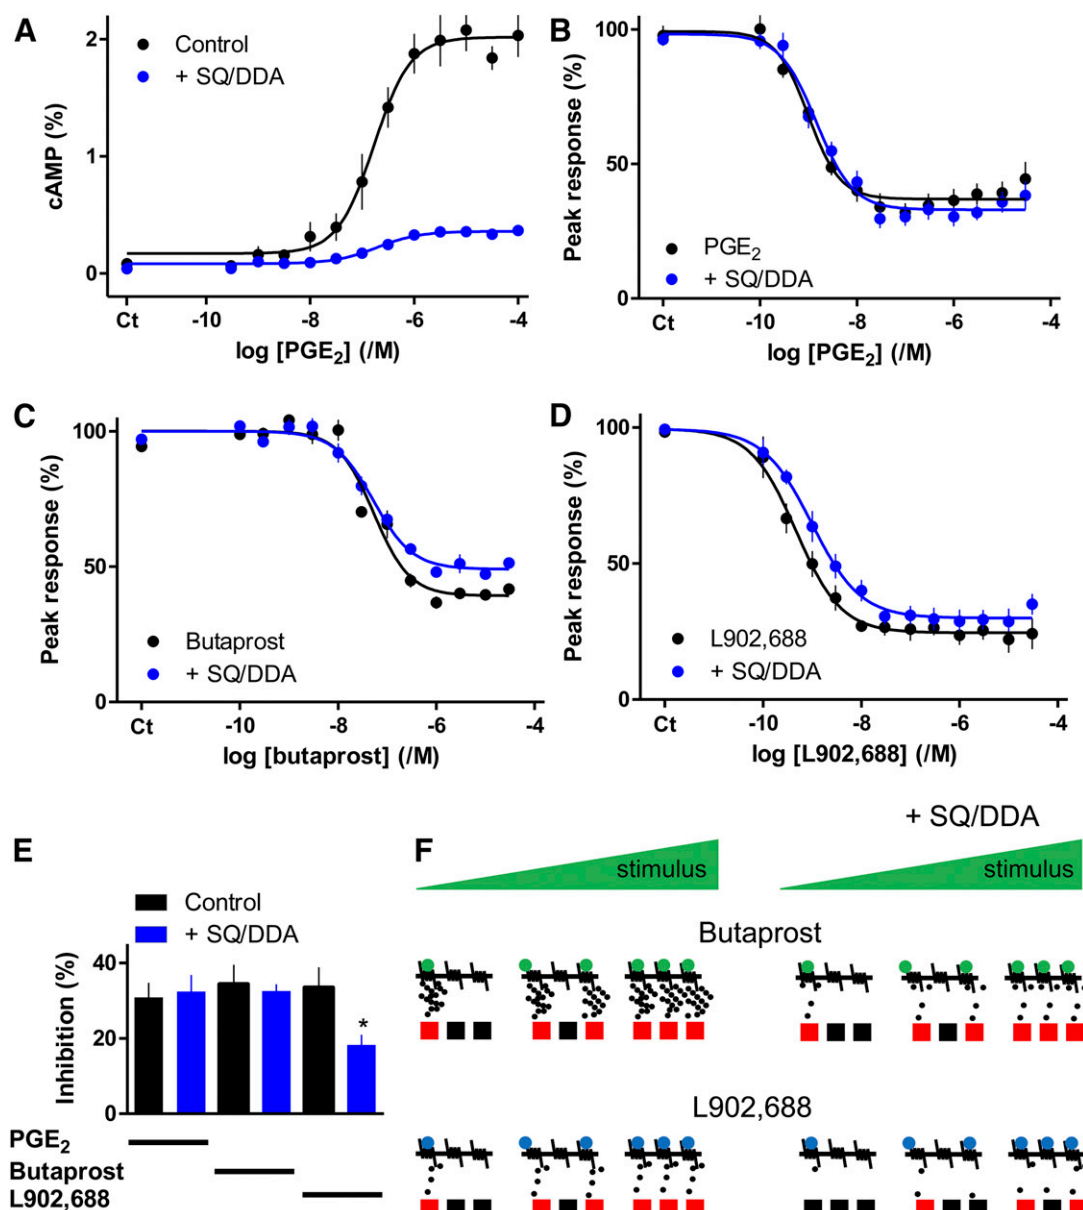 A
Control
+ SQ/DDA
2
1
0
cAMP (%)
Ct
-10
-8
-6
-4
log [PGE₂] (/M)
B
100
50
0
Peak response (%)
PGE₂
+ SQ/DDA
Ct
-10
-8
-6
-4
log [PGE₂] (/M)
C
100
50
0
Peak response (%)
Butaprost
+ SQ/DDA
Ct
-10
-8
-6
-4
log [butaprost] (/M)
D
100
50
0
Peak response (%)
L902,688
+ SQ/DDA
Ct
-10
-8
-6
-4
log [L902,688] (/M)
E
Control
+ SQ/DDA
40
20
0
Inhibition (%)
*
PGE₂
Butaprost
L902,688
F
+ SQ/DDA
stimulus
stimulus
Butaprost
L902,688